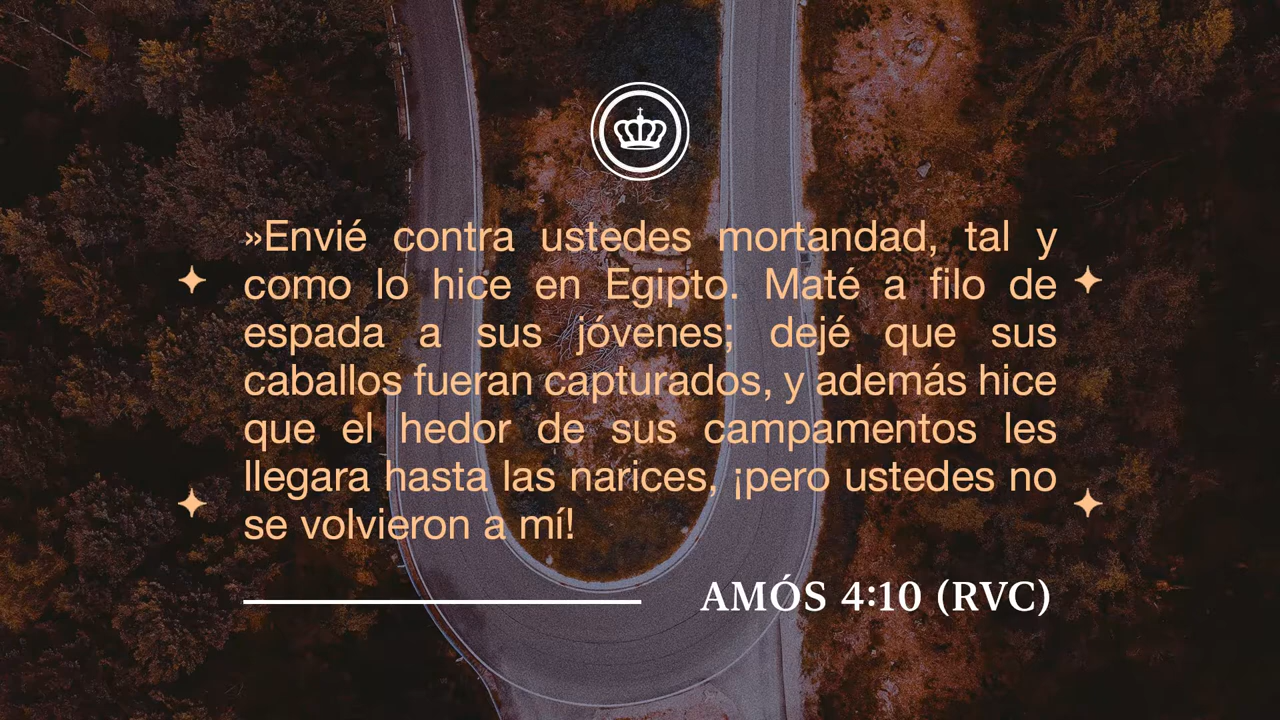 »Envié contra ustedes mortandad, tal y
como lo hice en Egipto. Maté a filo de
espada a sus jóvenes; dejé que sus
caballos fueran capturados, y además hice
que el hedor de sus campamentos les
llegara hasta las narices, ¡pero ustedes no
se volvieron a mí!
AMÓS 4:10 (RVC)